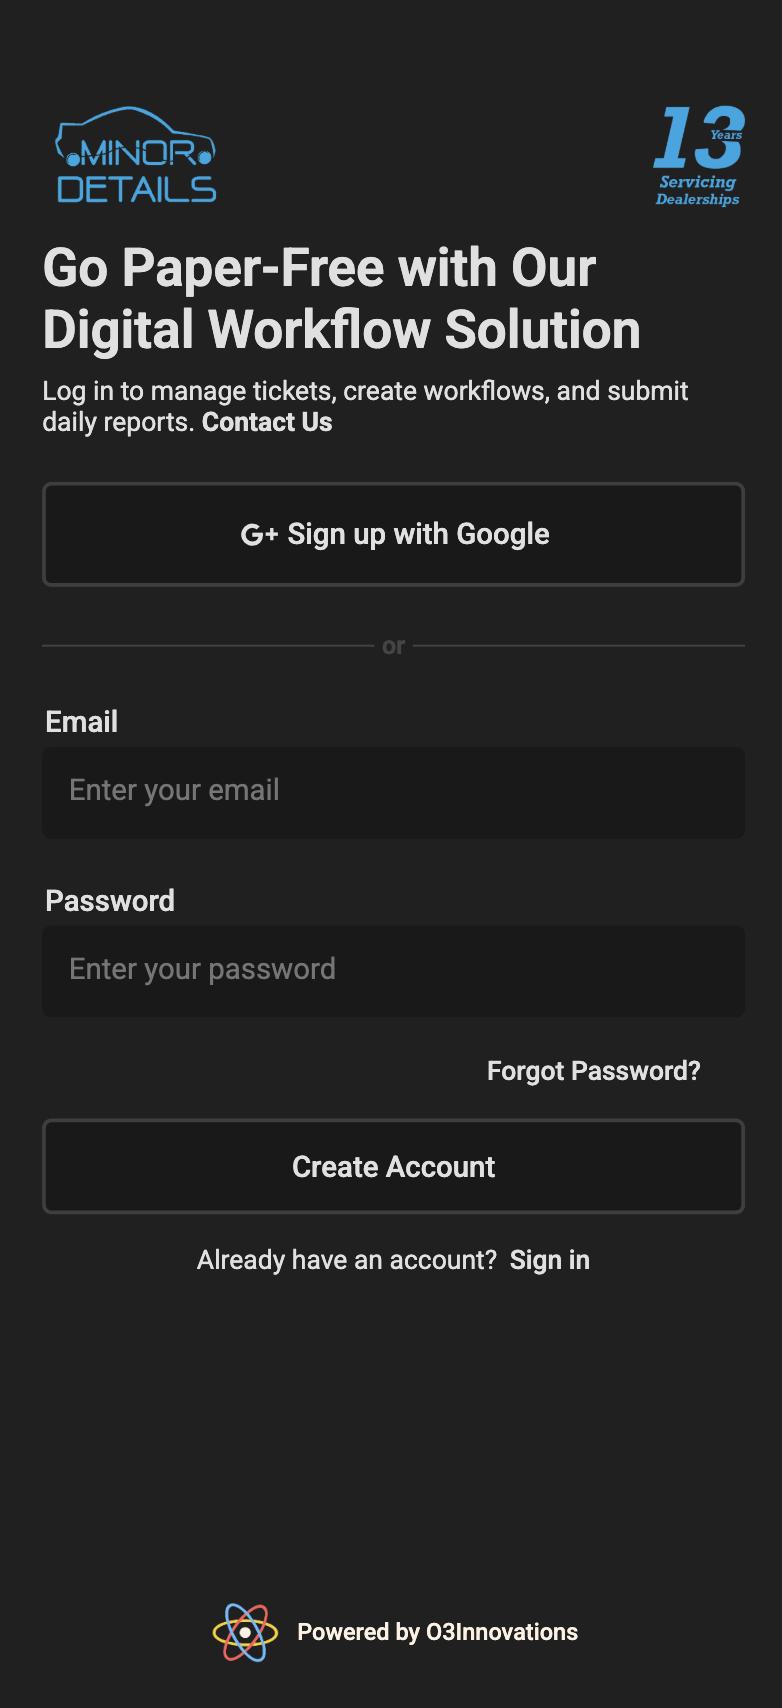 MINOR
DETAILS
13
Years
Servicing
Dealerships
Go Paper-Free with Our
Digital Workflow Solution
Log in to manage tickets, create workflows, and submit
daily reports. Contact Us
G+ Sign up with Google
or
Email
Enter your email
Password
Enter your password
Forgot Password?
Create Account
Already have an account? Sign in
Powered by O3Innovations